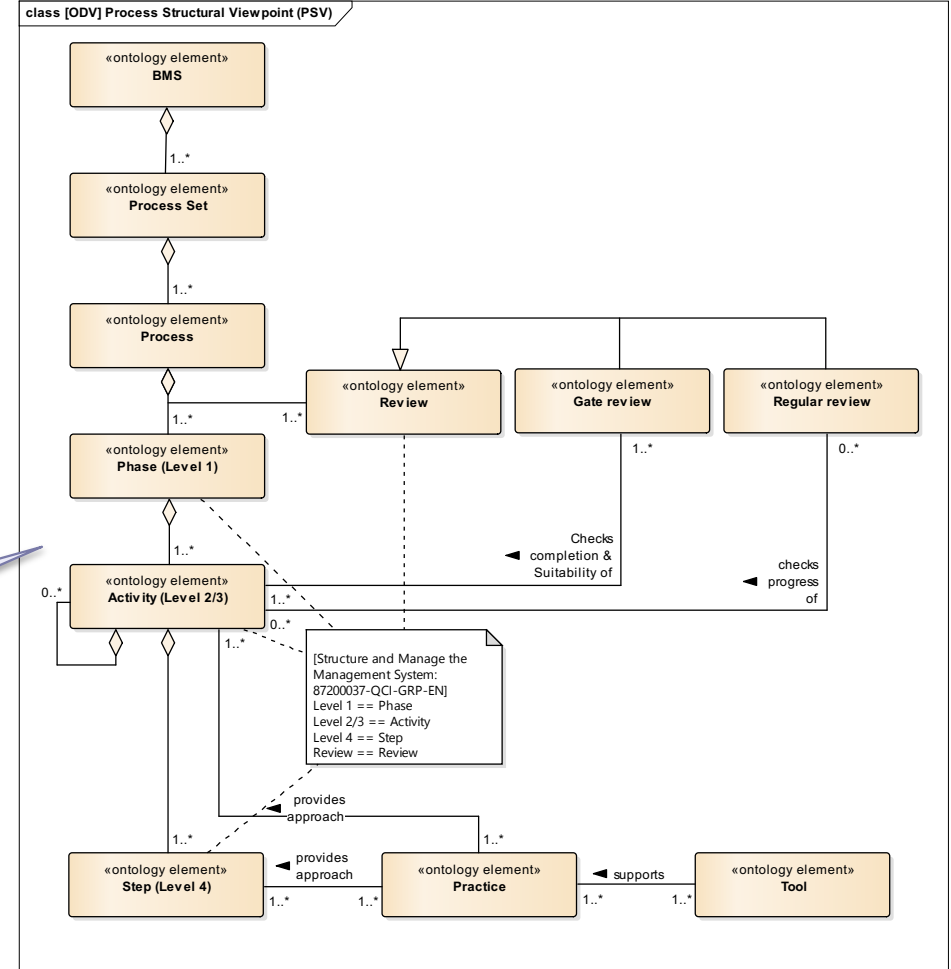 class [ODV] Process Structural Viewpoint (PSV)
«ontology element»
BMS
1..*
«ontology element»
Process Set
1..*
«ontology element»
Process
1..*
1..*
«ontology element»
Review
«ontology element»
Gate review
«ontology element»
Regular review
1..*
0..*
«ontology element»
Phase (Level 1)
1..*
Checks
completion &
Suitability of
checks
progress
of
0..*
«ontology element»
Activity (Level 2/3)
1..*
0..*
1..*
[Structure and Manage the
Management System:
87200037-QCI-GRP-EN]
Level 1 == Phase
Level 2/3 == Activity
Level 4 == Step
Review == Review
provides
approach
1..*
1..*
«ontology element»
Step (Level 4)
provides
approach
1..*
1..*
«ontology element»
Practice
supports
1..*
1..*
«ontology element»
Tool